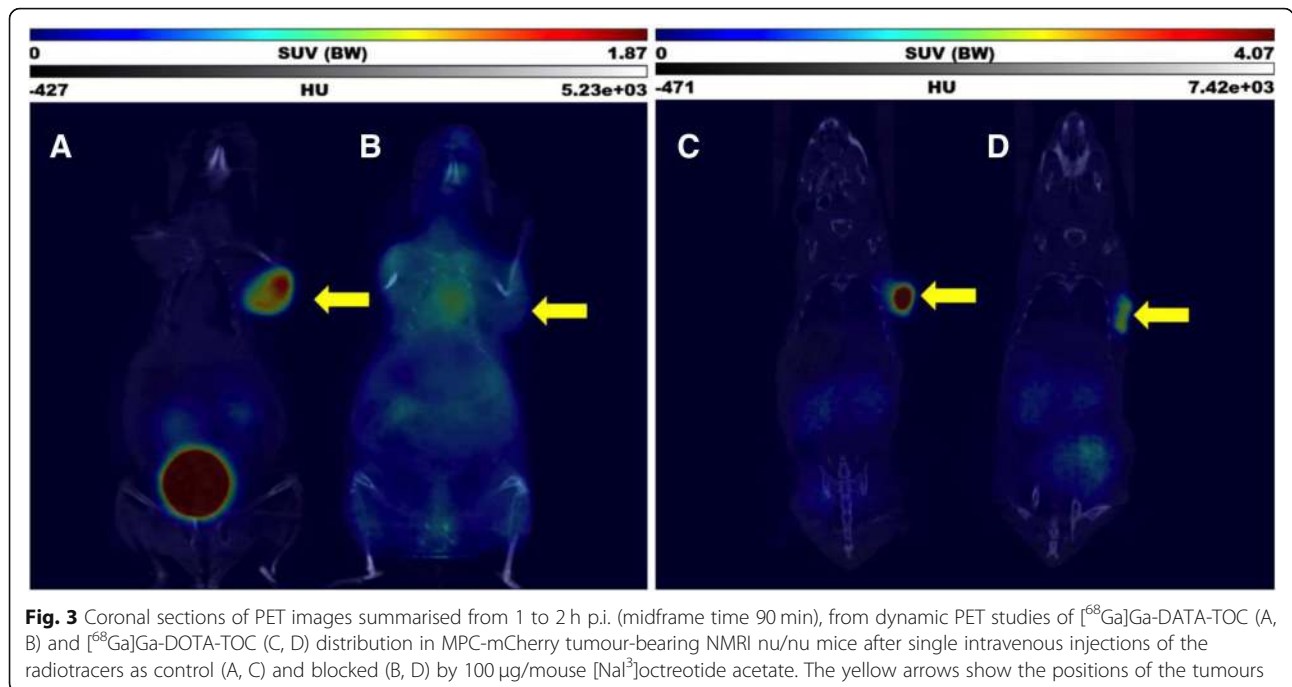 0 SUV (BW) 1.87
-427 HU 5.23e+03
0 SUV (BW) 4.07
-471 HU 7.42e+03
A B C D
Fig. 3 Coronal sections of PET images summarised from 1 to 2 h p.i. (midframe time 90 min), from dynamic PET studies of [⁶⁸Ga]Ga-DATA-TOC (A,
B) and [⁶⁸Ga]Ga-DOTA-TOC (C, D) distribution in MPC-mCherry tumour-bearing NMRI nu/nu mice after single intravenous injections of the
radiotracers as control (A, C) and blocked (B, D) by 100 μg/mouse [Nal³]octreotide acetate. The yellow arrows show the positions of the tumours